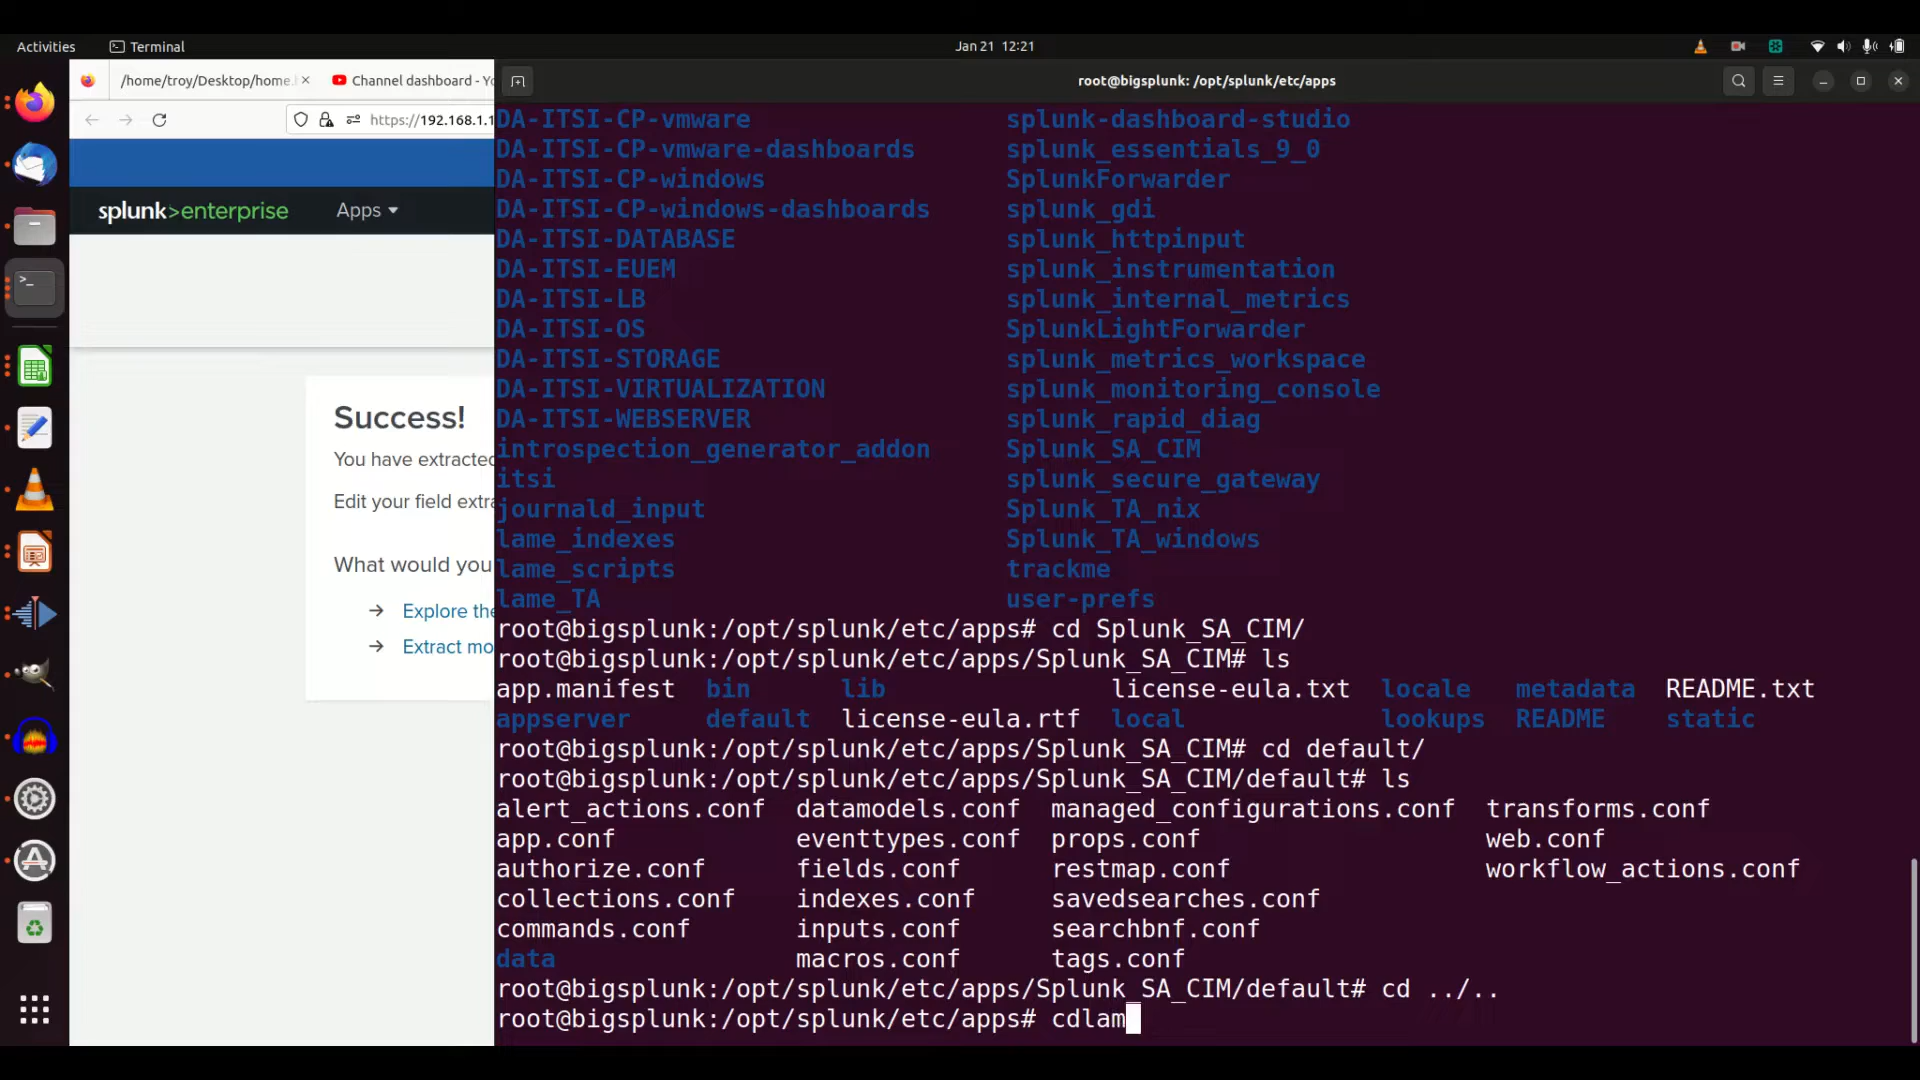 Activities Terminal Jan 21 12:21
/home/troy/Desktop/home. Channel dashboard - Yo root@bigsplunk: /opt/splunk/etc/apps
https://192.168.1.1
splunk>enterprise Apps
Success!
You have extracted
Edit your field extra
What would you
→ Explore the
→ Extract mo
DA-ITSI-CP-vmware splunk-dashboard-studio
DA-ITSI-CP-vmware-dashboards splunk_essentials_9_0
DA-ITSI-CP-windows SplunkForwarder
DA-ITSI-CP-windows-dashboards splunk_gdi
DA-ITSI-DATABASE splunk_httpinput
DA-ITSI-EUEM splunk_instrumentation
DA-ITSI-LB splunk_internal_metrics
DA-ITSI-OS SplunkLightForwarder
DA-ITSI-STORAGE splunk_metrics_workspace
DA-ITSI-VIRTUALIZATION splunk_monitoring_console
DA-ITSI-WEBSERVER splunk_rapid_diag
introspection_generator_addon Splunk_SA_CIM
itsi splunk_secure_gateway
journald_input Splunk_TA_nix
lame_indexes Splunk_TA_windows
lame_scripts trackme
lame_TA user-prefs
root@bigsplunk:/opt/splunk/etc/apps# cd Splunk_SA_CIM/
root@bigsplunk:/opt/splunk/etc/apps/Splunk_SA_CIM# ls
app.manifest bin lib license-eula.txt locale metadata README.txt
appserver default license-eula.rtf local lookups README static
root@bigsplunk:/opt/splunk/etc/apps/Splunk_SA_CIM# cd default/
root@bigsplunk:/opt/splunk/etc/apps/Splunk_SA_CIM/default# ls
alert_actions.conf datamodels.conf managed_configurations.conf transforms.conf
app.conf eventtypes.conf props.conf web.conf
authorize.conf fields.conf restmap.conf workflow_actions.conf
collections.conf indexes.conf savedsearches.conf
commands.conf inputs.conf searchbnf.conf
data macros.conf tags.conf
root@bigsplunk:/opt/splunk/etc/apps/Splunk_SA_CIM/default# cd ../..
root@bigsplunk:/opt/splunk/etc/apps# cdlam